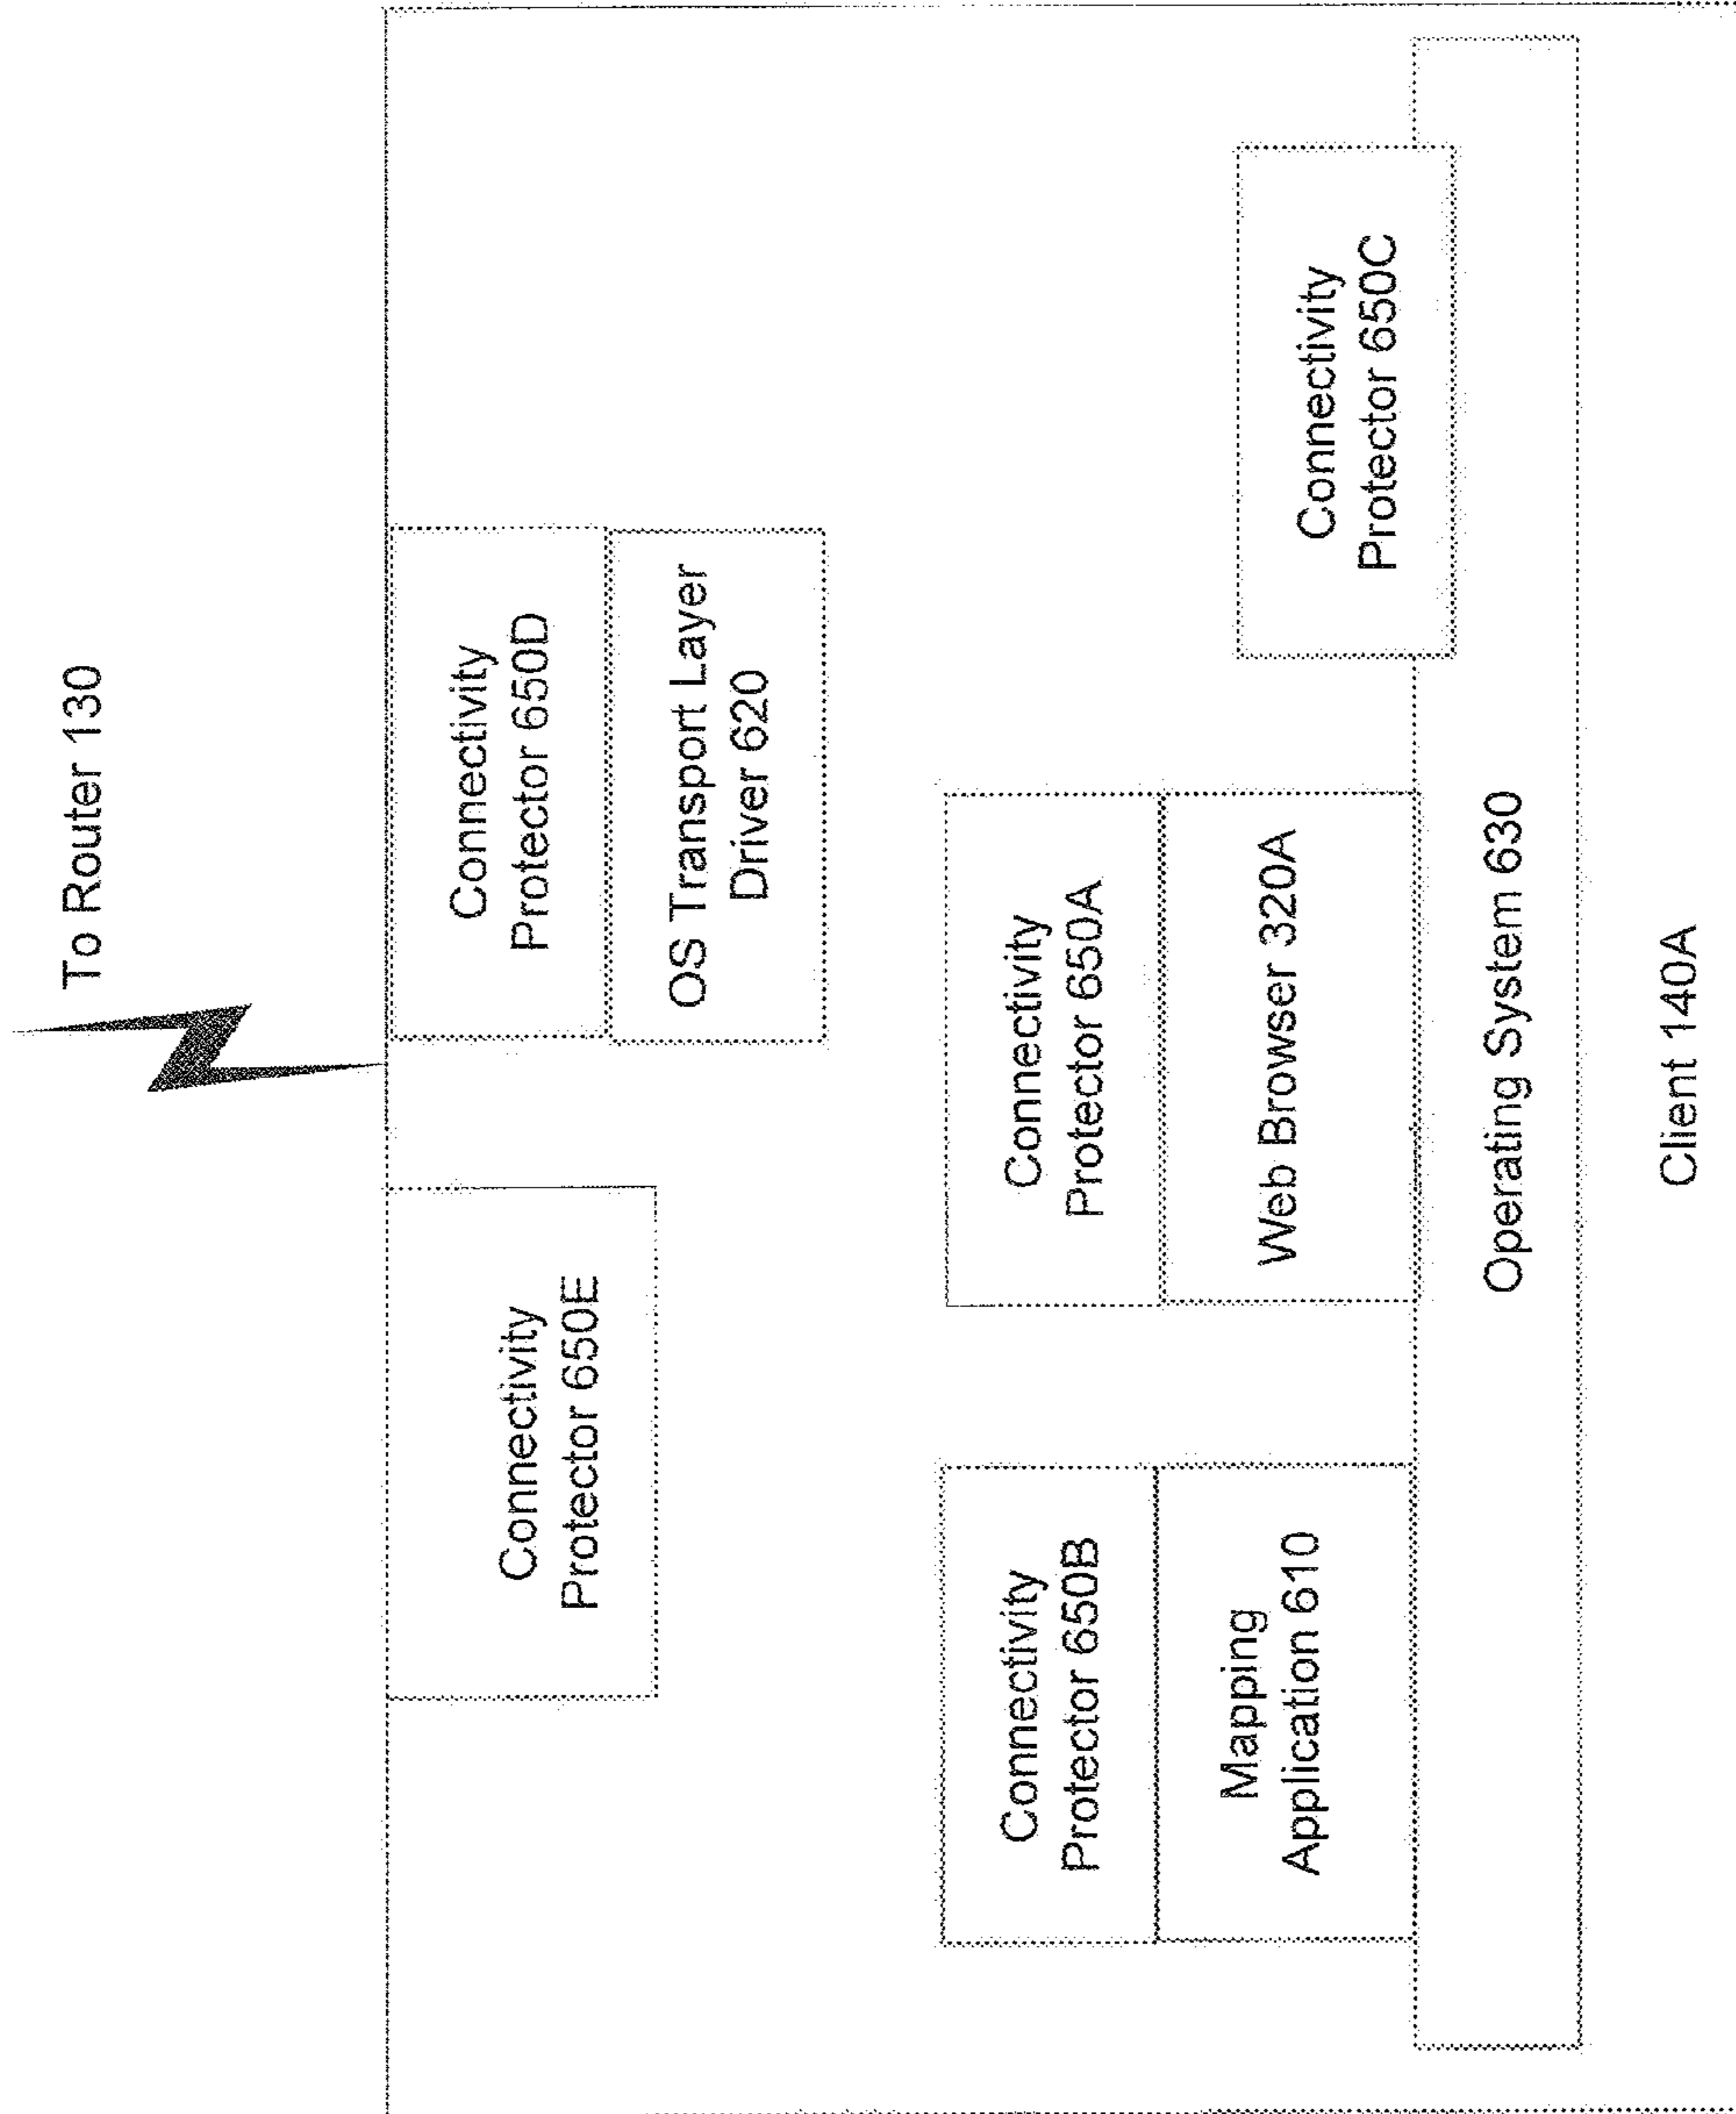 To Router 130
Connectivity
Protector 650E
Connectivity
Protector 650D
OS Transport Layer
Driver 620
Connectivity
Protector 650B
Mapping
Application 610
Connectivity
Protector 650A
Web Browser 320A
Connectivity
Protector 650C
Operating System 630
Client 140A